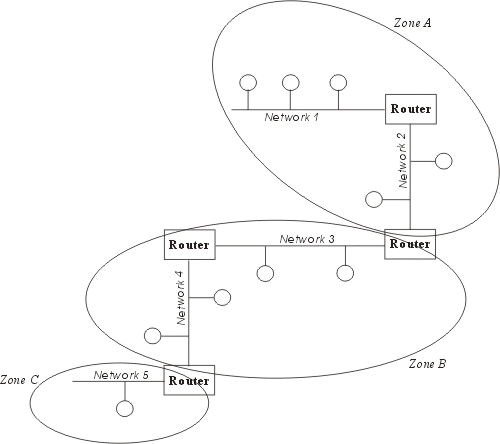 Zone A
Router
Network 1
Network 2
Router
Network 3
Router
Network 4
Zone B
Network 5
Router
Zone C